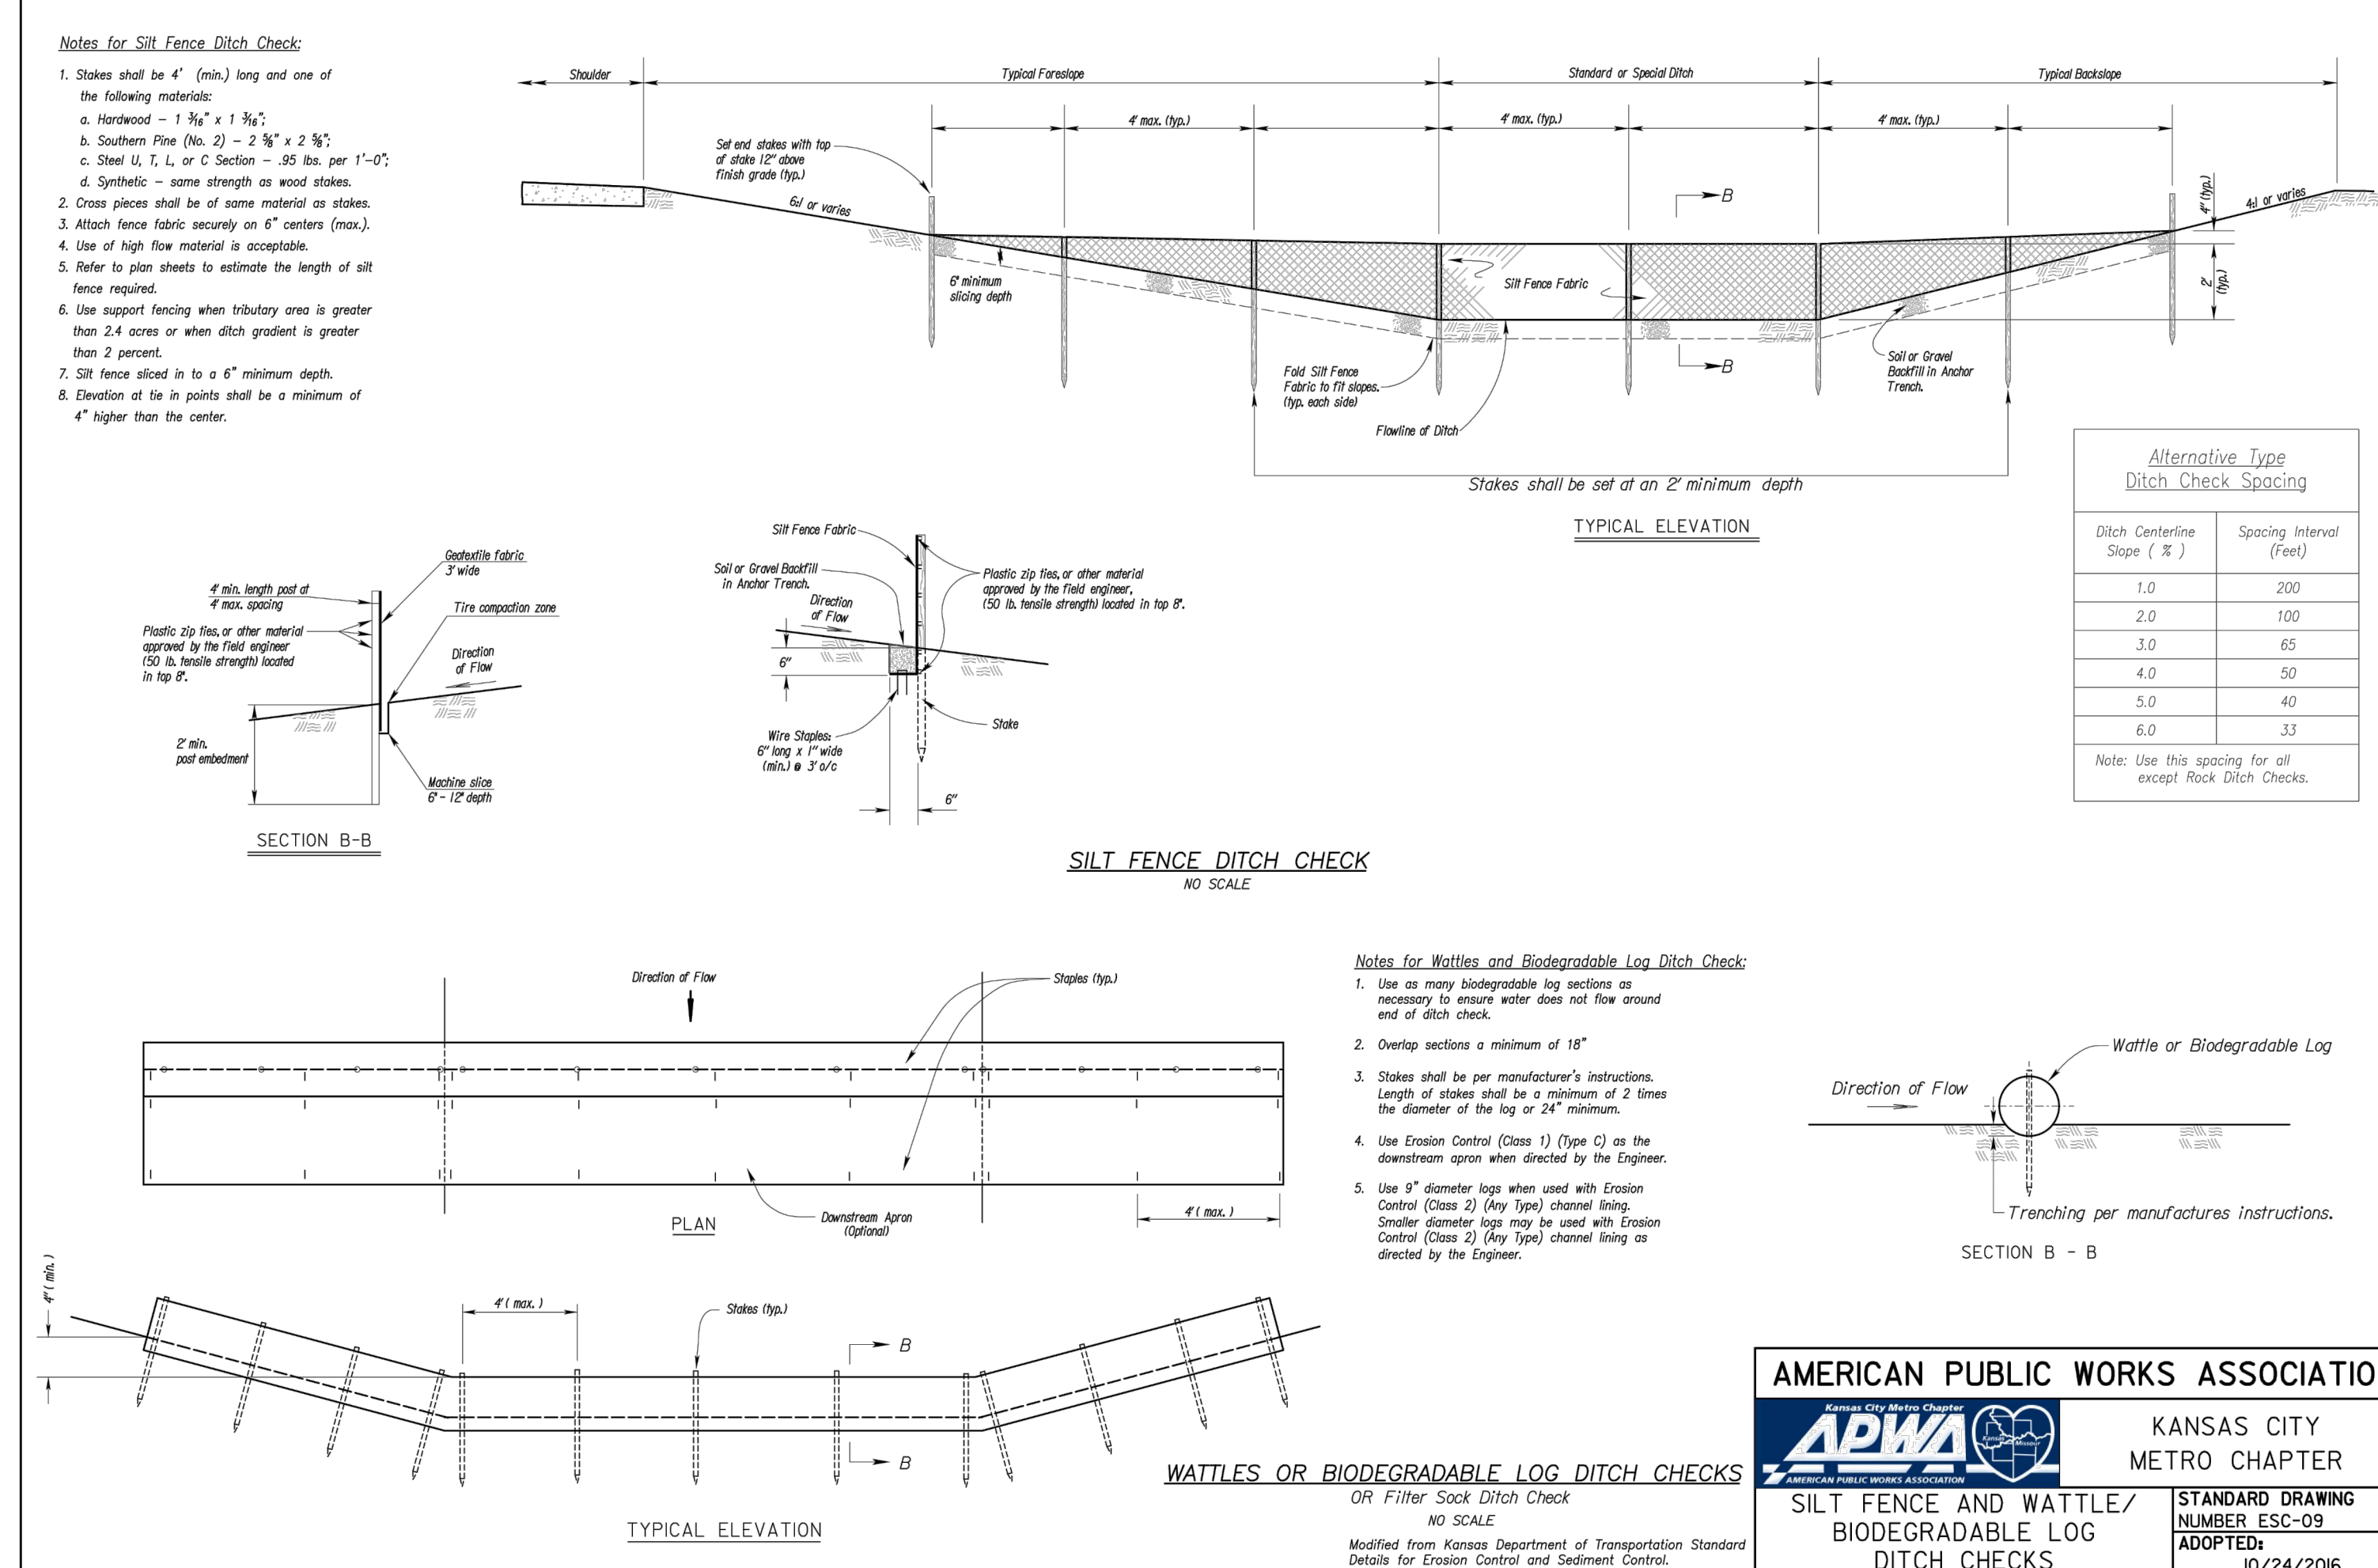 Notes for Silt Fence Ditch Check:
1. Stakes shall be 4' (min.) long and one of
the following materials:
a. Hardwood – 1 3/16" x 1 3/16";
b. Southern Pine (No. 2) – 2 5/8" x 2 5/8";
c. Steel U, T, L, or C Section – .95 lbs. per 1'-0";
d. Synthetic – same strength as wood stakes.
2. Cross pieces shall be of same material as stakes.
3. Attach fence fabric securely on 6" centers (max.).
4. Use of high flow material is acceptable.
5. Refer to plan sheets to estimate the length of silt
fence required.
6. Use support fencing when tributary area is greater
than 2.4 acres or when ditch gradient is greater
than 2 percent.
7. Silt fence sliced in to a 6" minimum depth.
8. Elevation at tie in points shall be a minimum of
4" higher than the center.
Shoulder
Typical Foreslope
Standard or Special Ditch
Typical Backslope
4' max. (typ.)
4' max. (typ.)
4' max. (typ.)
Set end stakes with top
of stake 12" above
finish grade (typ.)
6:1 or varies
B
4" (typ.)
4:1 or varies
6" minimum
slicing depth
Silt Fence Fabric
2'
(typ.)
Fold Silt Fence
Fabric to fit slopes.
(typ. each side)
B
Soil or Gravel
Backfill in Anchor
Trench.
Flowline of Ditch
Stakes shall be set at an 2' minimum depth
TYPICAL ELEVATION
Alternative Type
Ditch Check Spacing
Ditch Centerline
Slope ( % )
Spacing Interval
(Feet)
1.0 200
2.0 100
3.0 65
4.0 50
5.0 40
6.0 33
Note: Use this spacing for all
except Rock Ditch Checks.
Geotextile fabric
3' wide
4' min. length post at
4' max. spacing
Tire compaction zone
Plastic zip ties, or other material
approved by the field engineer
(50 lb. tensile strength) located
in top 8".
Direction
of Flow
2' min.
post embedment
Machine slice
6" - 12" depth
SECTION B-B
Silt Fence Fabric
Soil or Gravel Backfill
in Anchor Trench.
Direction
of Flow
Plastic zip ties, or other material
approved by the field engineer,
(50 lb. tensile strength) located in top 8".
6"
Wire Staples:
6" long x 1" wide
(min.) @ 3' o/c
Stake
6"
SILT FENCE DITCH CHECK
NO SCALE
Direction of Flow
Staples (typ.)
PLAN
Downstream Apron
(Optional)
4' ( max. )
4" ( min. )
4' ( max. )
Stakes (typ.)
B
B
TYPICAL ELEVATION
Notes for Wattles and Biodegradable Log Ditch Check:
1. Use as many biodegradable log sections as
necessary to ensure water does not flow around
end of ditch check.
2. Overlap sections a minimum of 18"
3. Stakes shall be per manufacturer's instructions.
Length of stakes shall be a minimum of 2 times
the diameter of the log or 24" minimum.
4. Use Erosion Control (Class 1) (Type C) as the
downstream apron when directed by the Engineer.
5. Use 9" diameter logs when used with Erosion
Control (Class 2) (Any Type) channel lining.
Smaller diameter logs may be used with Erosion
Control (Class 2) (Any Type) channel lining as
directed by the Engineer.
Wattle or Biodegradable Log
Direction of Flow
Trenching per manufactures instructions.
SECTION B - B
WATTLES OR BIODEGRADABLE LOG DITCH CHECKS
OR Filter Sock Ditch Check
NO SCALE
Modified from Kansas Department of Transportation Standard
Details for Erosion Control and Sediment Control.
AMERICAN PUBLIC WORKS ASSOCIATIO
Kansas City Metro Chapter
APWA
Kansas Missouri
AMERICAN PUBLIC WORKS ASSOCIATION
KANSAS CITY
METRO CHAPTER
SILT FENCE AND WATTLE/
BIODEGRADABLE LOG
DITCH CHECKS
STANDARD DRAWING
NUMBER ESC-09
ADOPTED:
10/24/2016